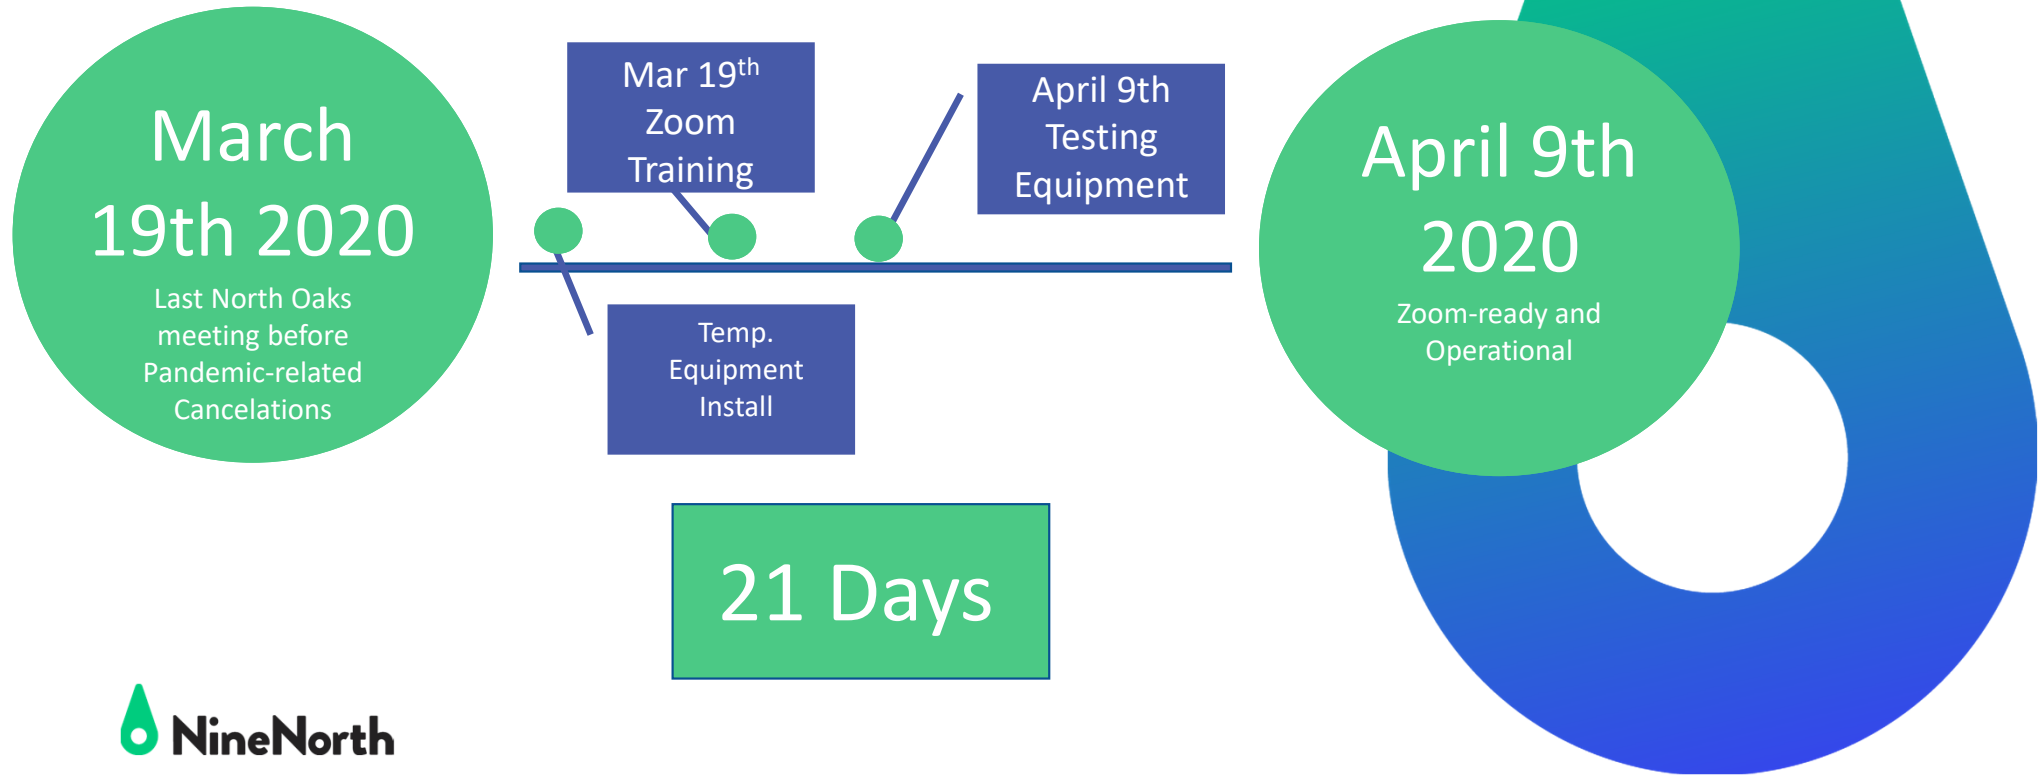 March
19th 2020
Last North Oaks
meeting before
Pandemic-related
Cancelations
Mar 19th
Zoom
Training
Temp.
Equipment
Install
April 9th
Testing
Equipment
April 9th
2020
Zoom-ready and
Operational
21 Days
NineNorth